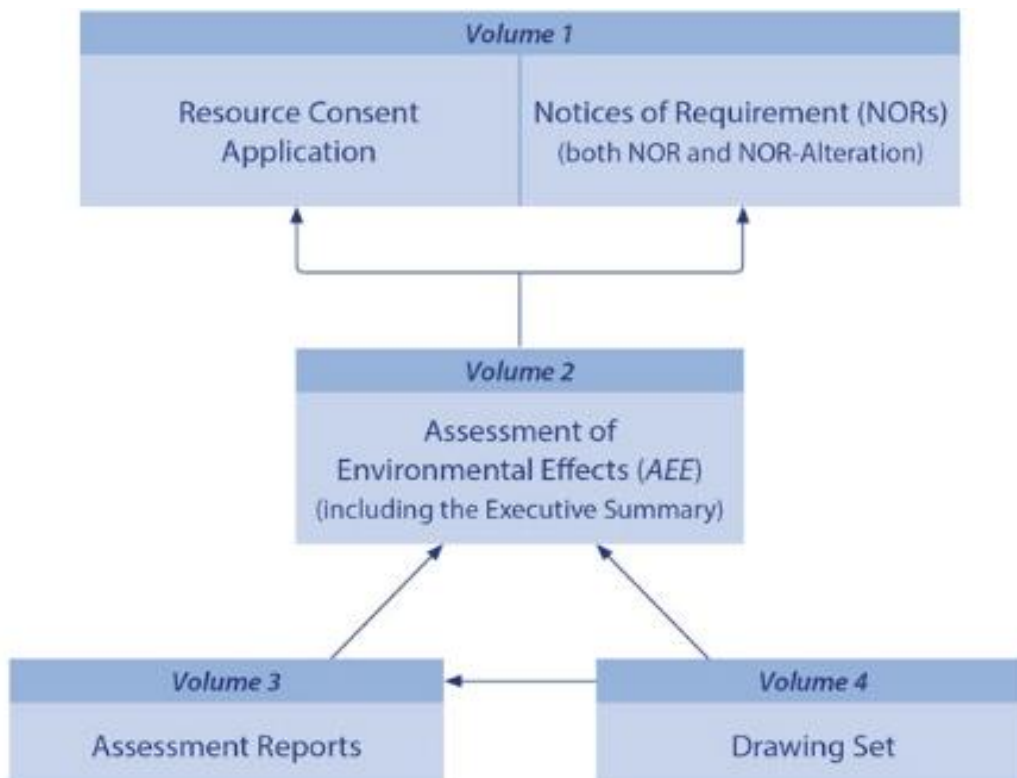 Volume 1
Resource Consent
Application
Notices of Requirement (NORs)
(both NOR and NOR-Alteration)
Volume 2
Assessment of
Environmental Effects (AEE)
(including the Executive Summary)
Volume 3
Assessment Reports
Volume 4
Drawing Set